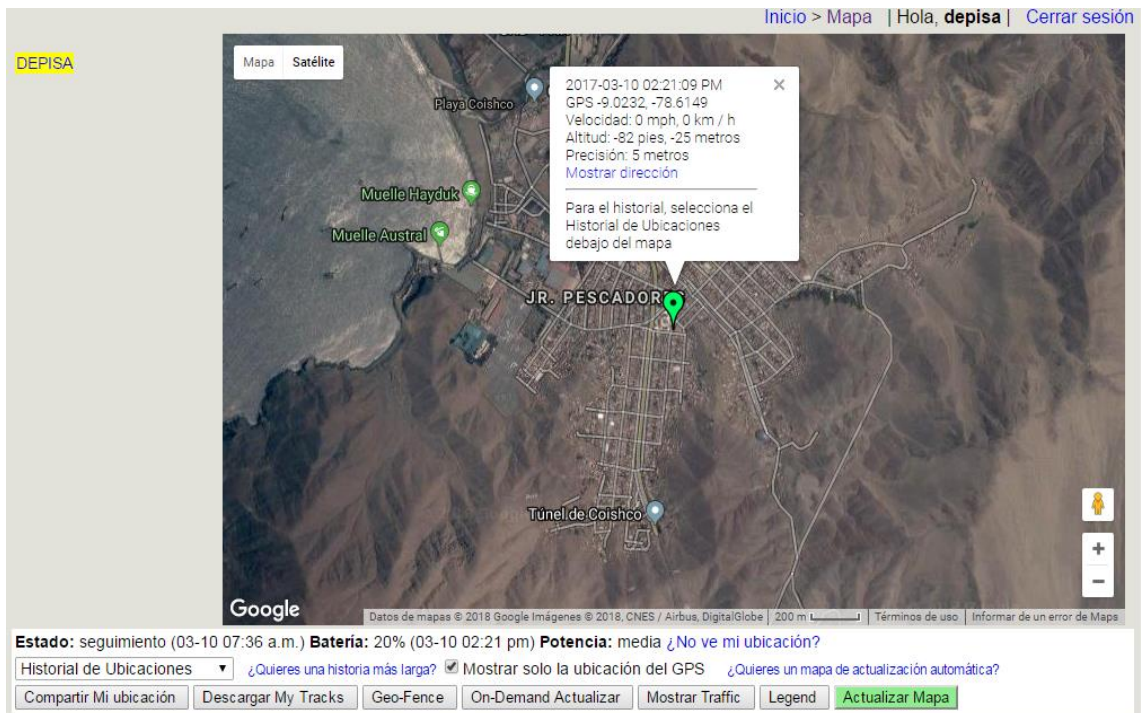 Inicio > Mapa | Hola, depisa | Cerrar sesión
DEPISA
Mapa Satélite
2017-03-10 02:21:09 PM
GPS -9.0232, -78.6149
Velocidad: 0 mph, 0 km / h
Altitud: -82 pies, -25 metros
Precisión: 5 metros
Mostrar dirección
Para el historial, selecciona el
Historial de Ubicaciones
debajo del mapa
Playa Coishco
Muelle Hayduk
Muelle Austral
JR. PESCADOR
Túnel de Coishco
Google
Datos de mapas © 2018 Google Imágenes © 2018, CNES / Airbus, DigitalGlobe 200 m Términos de uso Informar de un error de Maps
Estado: seguimiento (03-10 07:36 a.m.) Batería: 20% (03-10 02:21 pm) Potencia: media ¿No ve mi ubicación?
Historial de Ubicaciones ¿Quieres una historia más larga? Mostrar solo la ubicación del GPS ¿Quieres un mapa de actualización automática?
Compartir Mi ubicación Descargar My Tracks Geo-Fence On-Demand Actualizar Mostrar Traffic Legend Actualizar Mapa